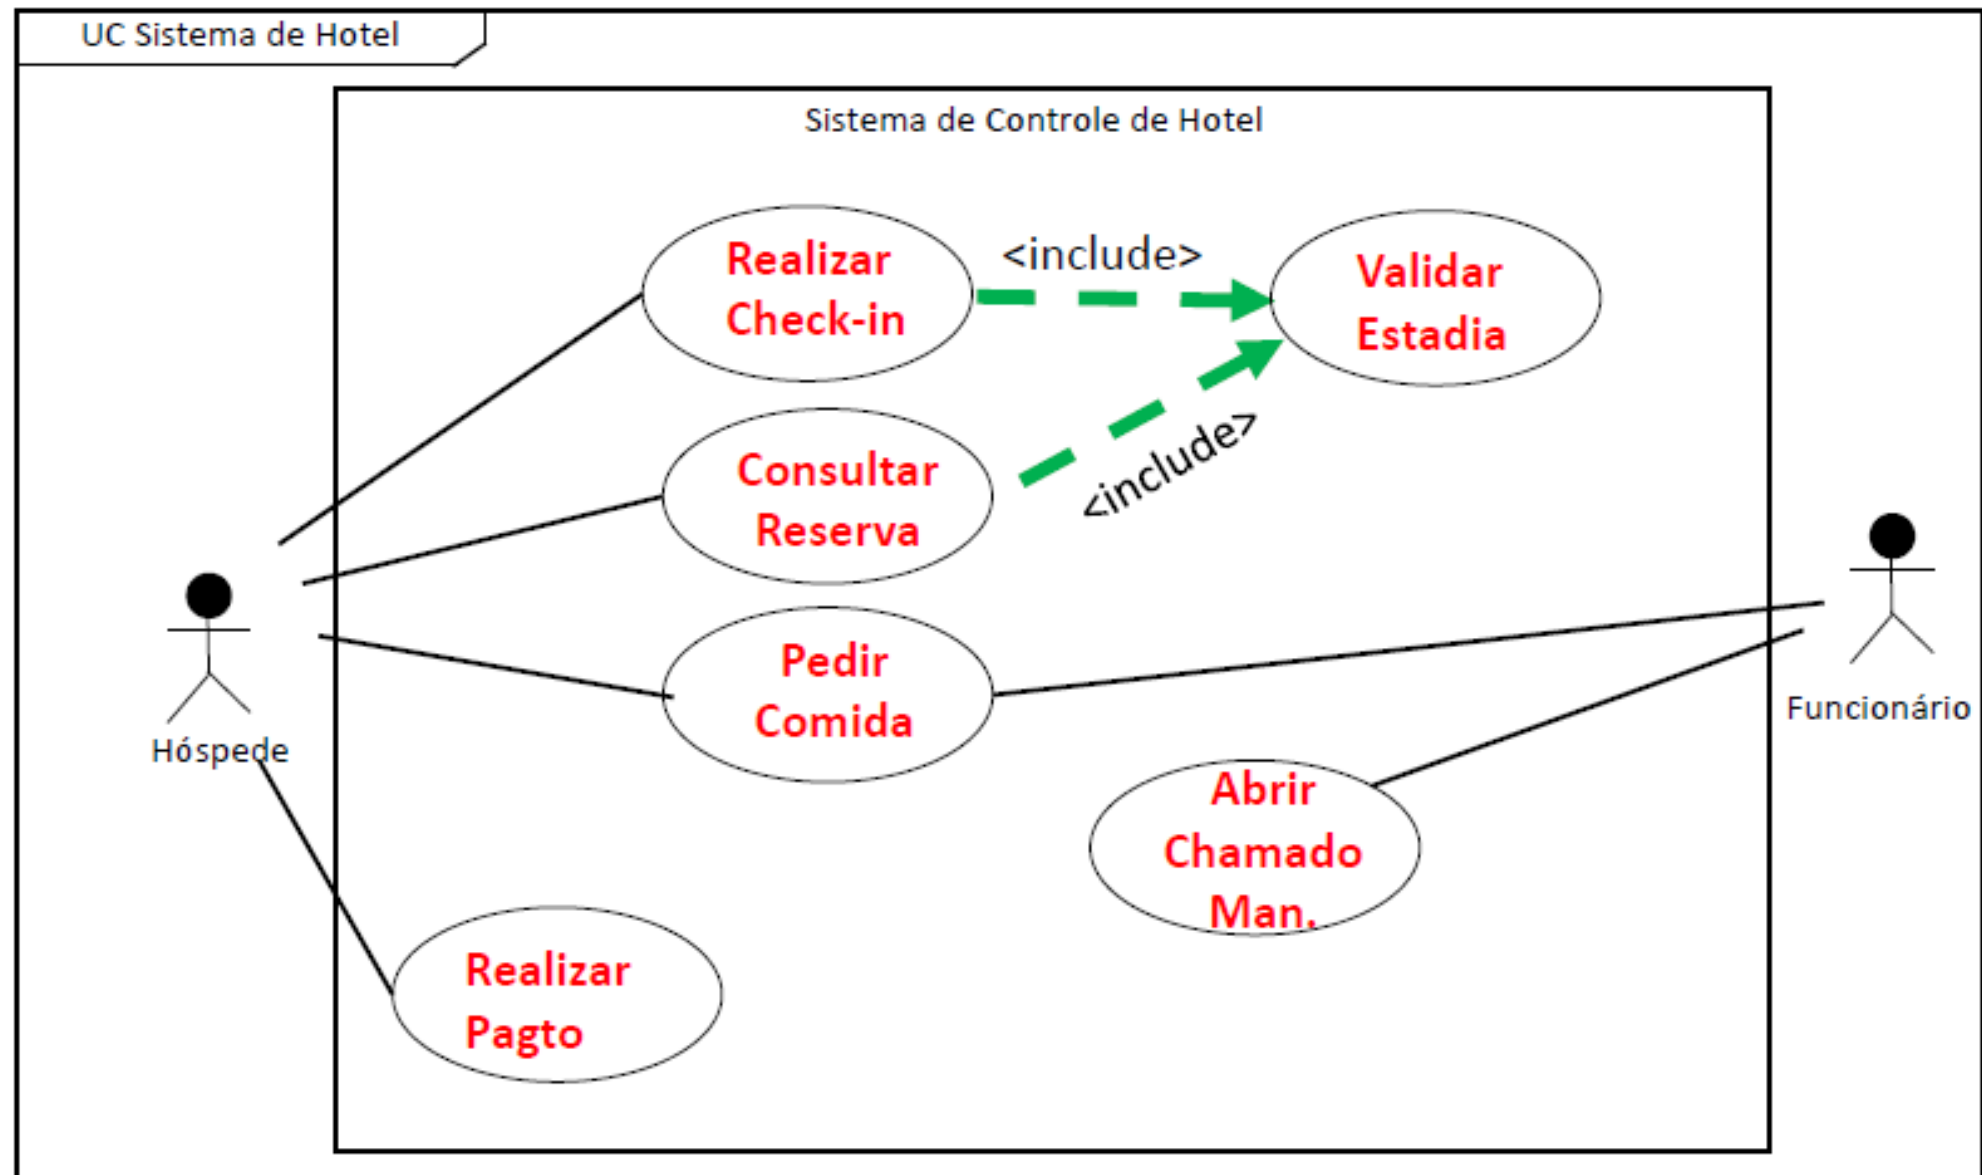 UC Sistema de Hotel
Sistema de Controle de Hotel
Realizar
Check-in
<include>
Validar
Estadia
Consultar
Reserva
<include>
Pedir
Comida
Hóspede
Funcionário
Abrir
Chamado
Man.
Realizar
Pagto